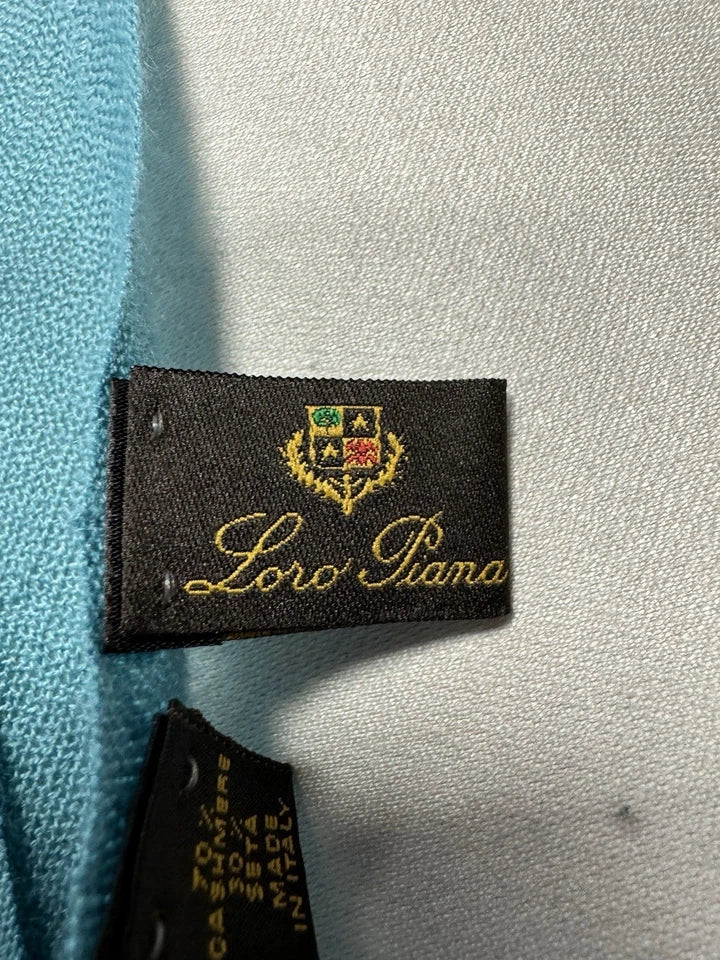 Loro Piana
70 %
CASHMERE
30 %
SETA
MADE
IN ITALY